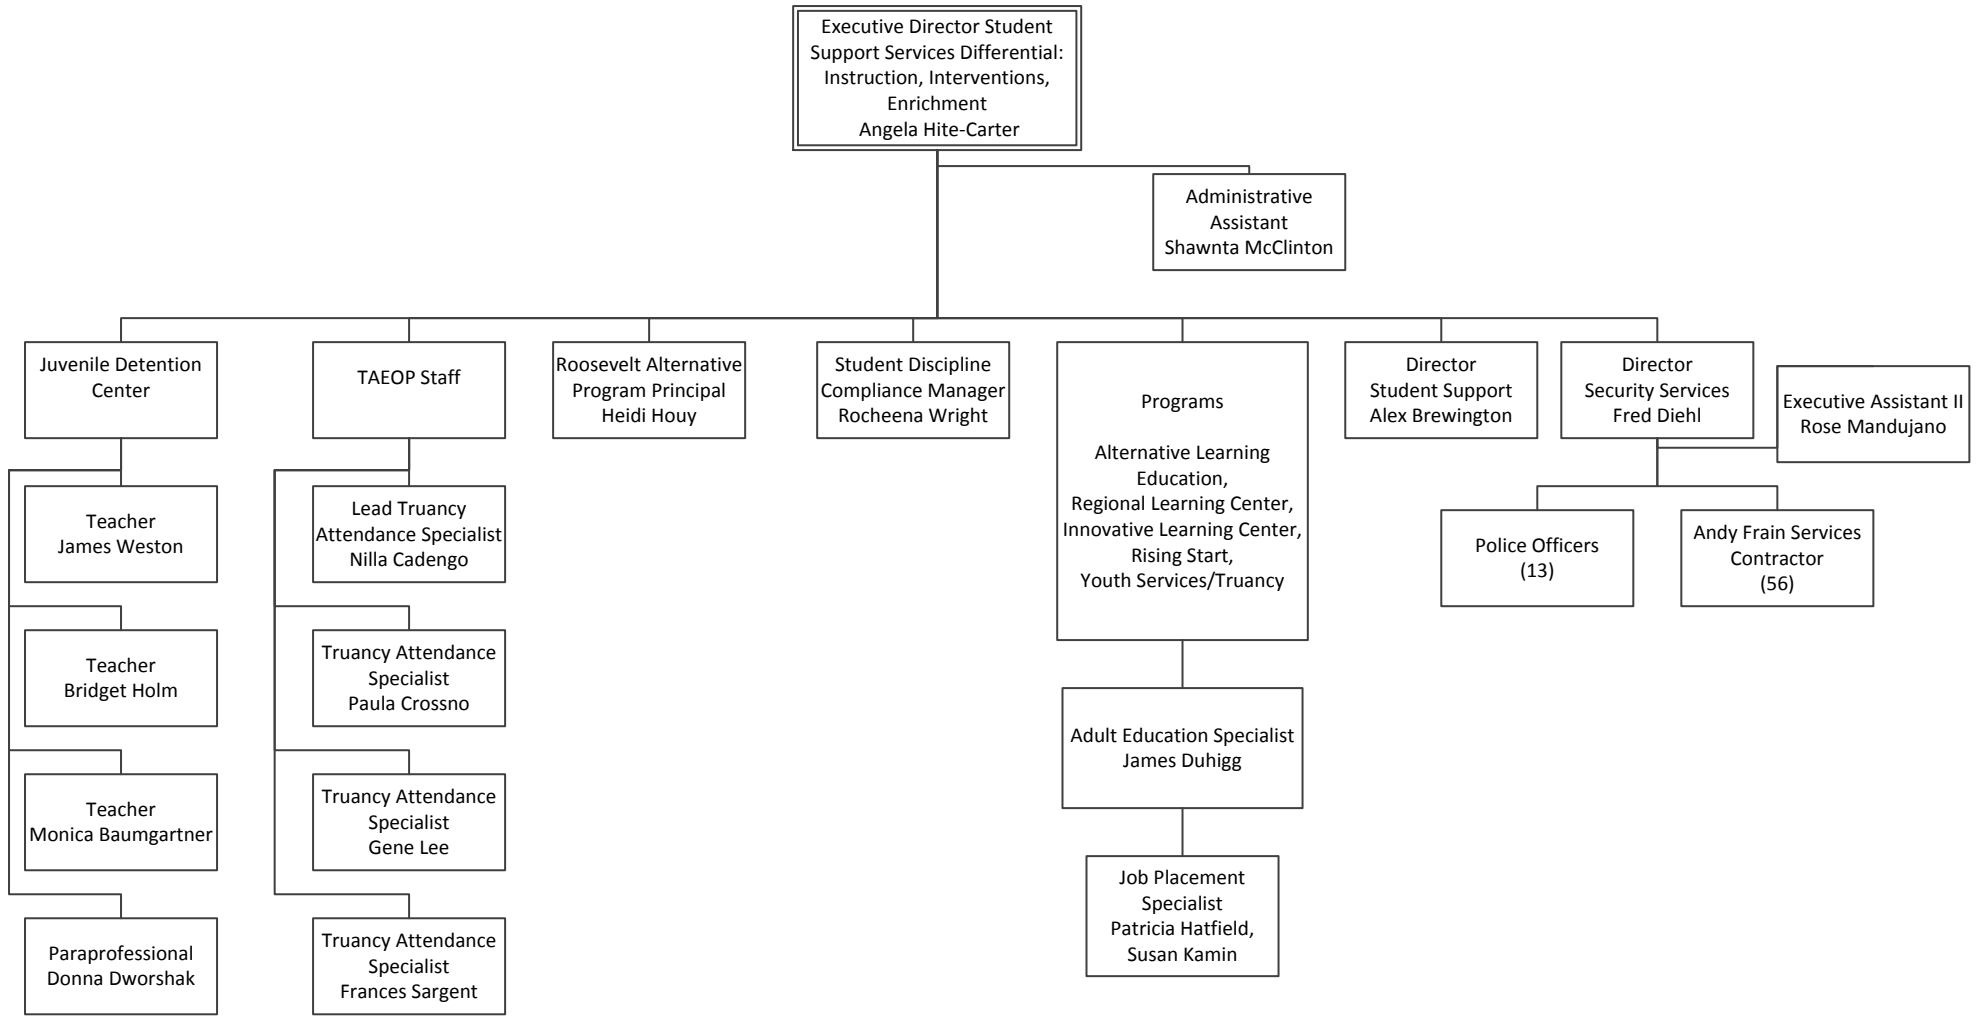 Executive Director Student
Support Services Differential:
Instruction, Interventions,
Enrichment
Angela Hite-Carter
Administrative
Assistant
Shawnta McClinton
Juvenile Detention
Center
TAEOP Staff
Roosevelt Alternative
Program Principal
Heidi Houy
Student Discipline
Compliance Manager
Rocheena Wright
Programs
Alternative Learning
Education,
Regional Learning Center,
Innovative Learning Center,
Rising Start,
Youth Services/Truancy
Director
Student Support
Alex Brewington
Director
Security Services
Fred Diehl
Executive Assistant II
Rose Mandujano
Teacher
James Weston
Lead Truancy
Attendance Specialist
Nilla Cadengo
Police Officers
(13)
Andy Frain Services
Contractor
(56)
Teacher
Bridget Holm
Truancy Attendance
Specialist
Paula Crossno
Adult Education Specialist
James Duhigg
Teacher
Monica Baumgartner
Truancy Attendance
Specialist
Gene Lee
Job Placement
Specialist
Patricia Hatfield,
Susan Kamin
Paraprofessional
Donna Dworshak
Truancy Attendance
Specialist
Frances Sargent